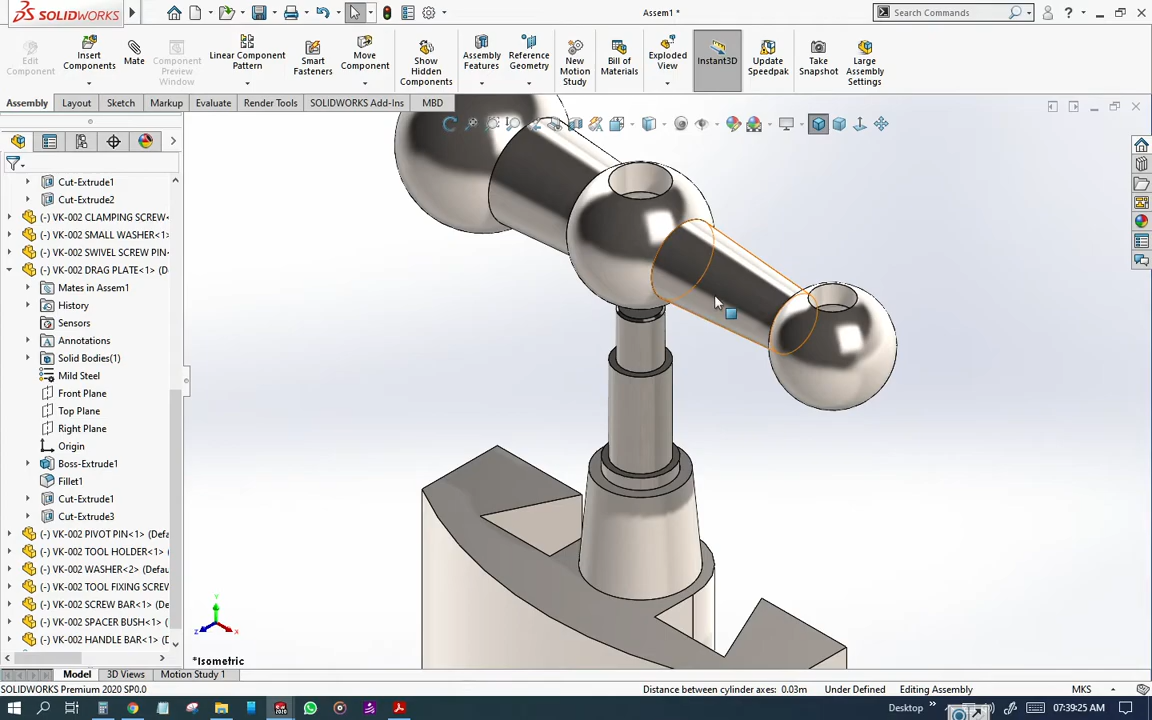 SOLIDWORKS
Assem1 *
Search Commands
Edit Component
Insert Components
Mate
Component Preview Window
Linear Component Pattern
Smart Fasteners
Move Component
Show Hidden Components
Assembly Features
Reference Geometry
New Motion Study
Bill of Materials
Exploded View
Instant3D
Update Speedpak
Take Snapshot
Large Assembly Settings
Assembly
Layout
Sketch
Markup
Evaluate
Render Tools
SOLIDWORKS Add-Ins
MBD
Cut-Extrude1
Cut-Extrude2
(-) VK-002 CLAMPING SCREW<
(-) VK-002 SMALL WASHER<1>
(-) VK-002 SWIVEL SCREW PIN<
(-) VK-002 DRAG PLATE<1> (D
Mates in Assem1
History
Sensors
Annotations
Solid Bodies(1)
Mild Steel
Front Plane
Top Plane
Right Plane
Origin
Boss-Extrude1
Fillet1
Cut-Extrude1
Cut-Extrude3
(-) VK-002 PIVOT PIN<1> (Defa
(-) VK-002 TOOL HOLDER<1> (
(-) VK-002 WASHER<2> (Defau
(-) VK-002 TOOL FIXING SCREW
(-) VK-002 SCREW BAR<1> (De
(-) VK-002 SPACER BUSH<1> (
(-) VK-002 HANDLE BAR<1> (D
Y
X
Z
*Isometric
Model
3D Views
Motion Study 1
SOLIDWORKS Premium 2020 SP0.0
Distance between cylinder axes: 0.03m
Under Defined
Editing Assembly
MKS
Desktop
07:39:25 AM